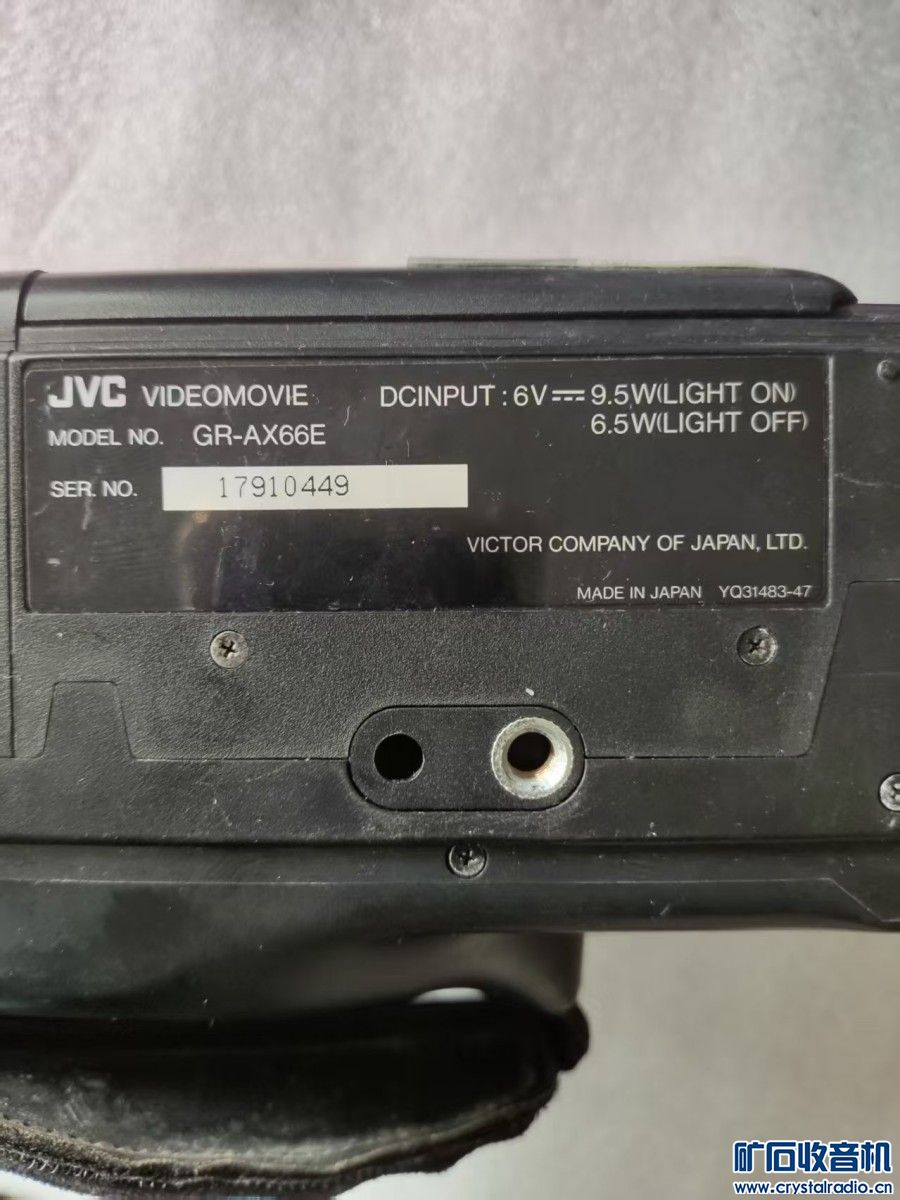 JVC VIDEOMOVIE DCINPUT : 6V⎓9.5W(LIGHT ON)
6.5W(LIGHT OFF)
MODEL NO. GR-AX66E
SER. NO. 17910449
VICTOR COMPANY OF JAPAN, LTD.
MADE IN JAPAN YQ31483-47
矿石收音机
www.crystalradio.cn